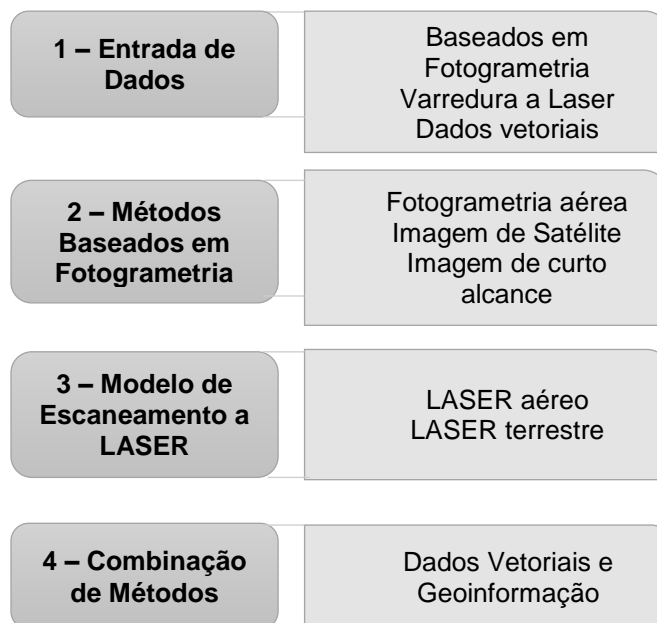 1 – Entrada de
Dados
Baseados em
Fotogrametria
Varredura a Laser
Dados vetoriais
2 – Métodos
Baseados em
Fotogrametria
Fotogrametria aérea
Imagem de Satélite
Imagem de curto
alcance
3 – Modelo de
Escaneamento a
LASER
LASER aéreo
LASER terrestre
4 – Combinação
de Métodos
Dados Vetoriais e
Geoinformação